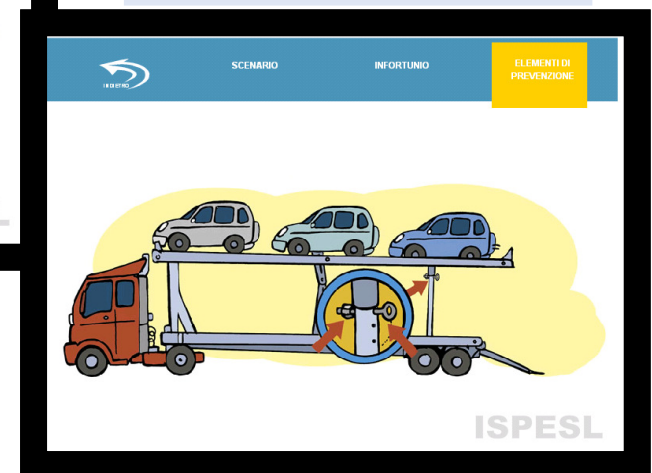 INDIETRO
SCENARIO
INFORTUNIO
ELEMENTI DI
PREVENZIONE
ISPESL